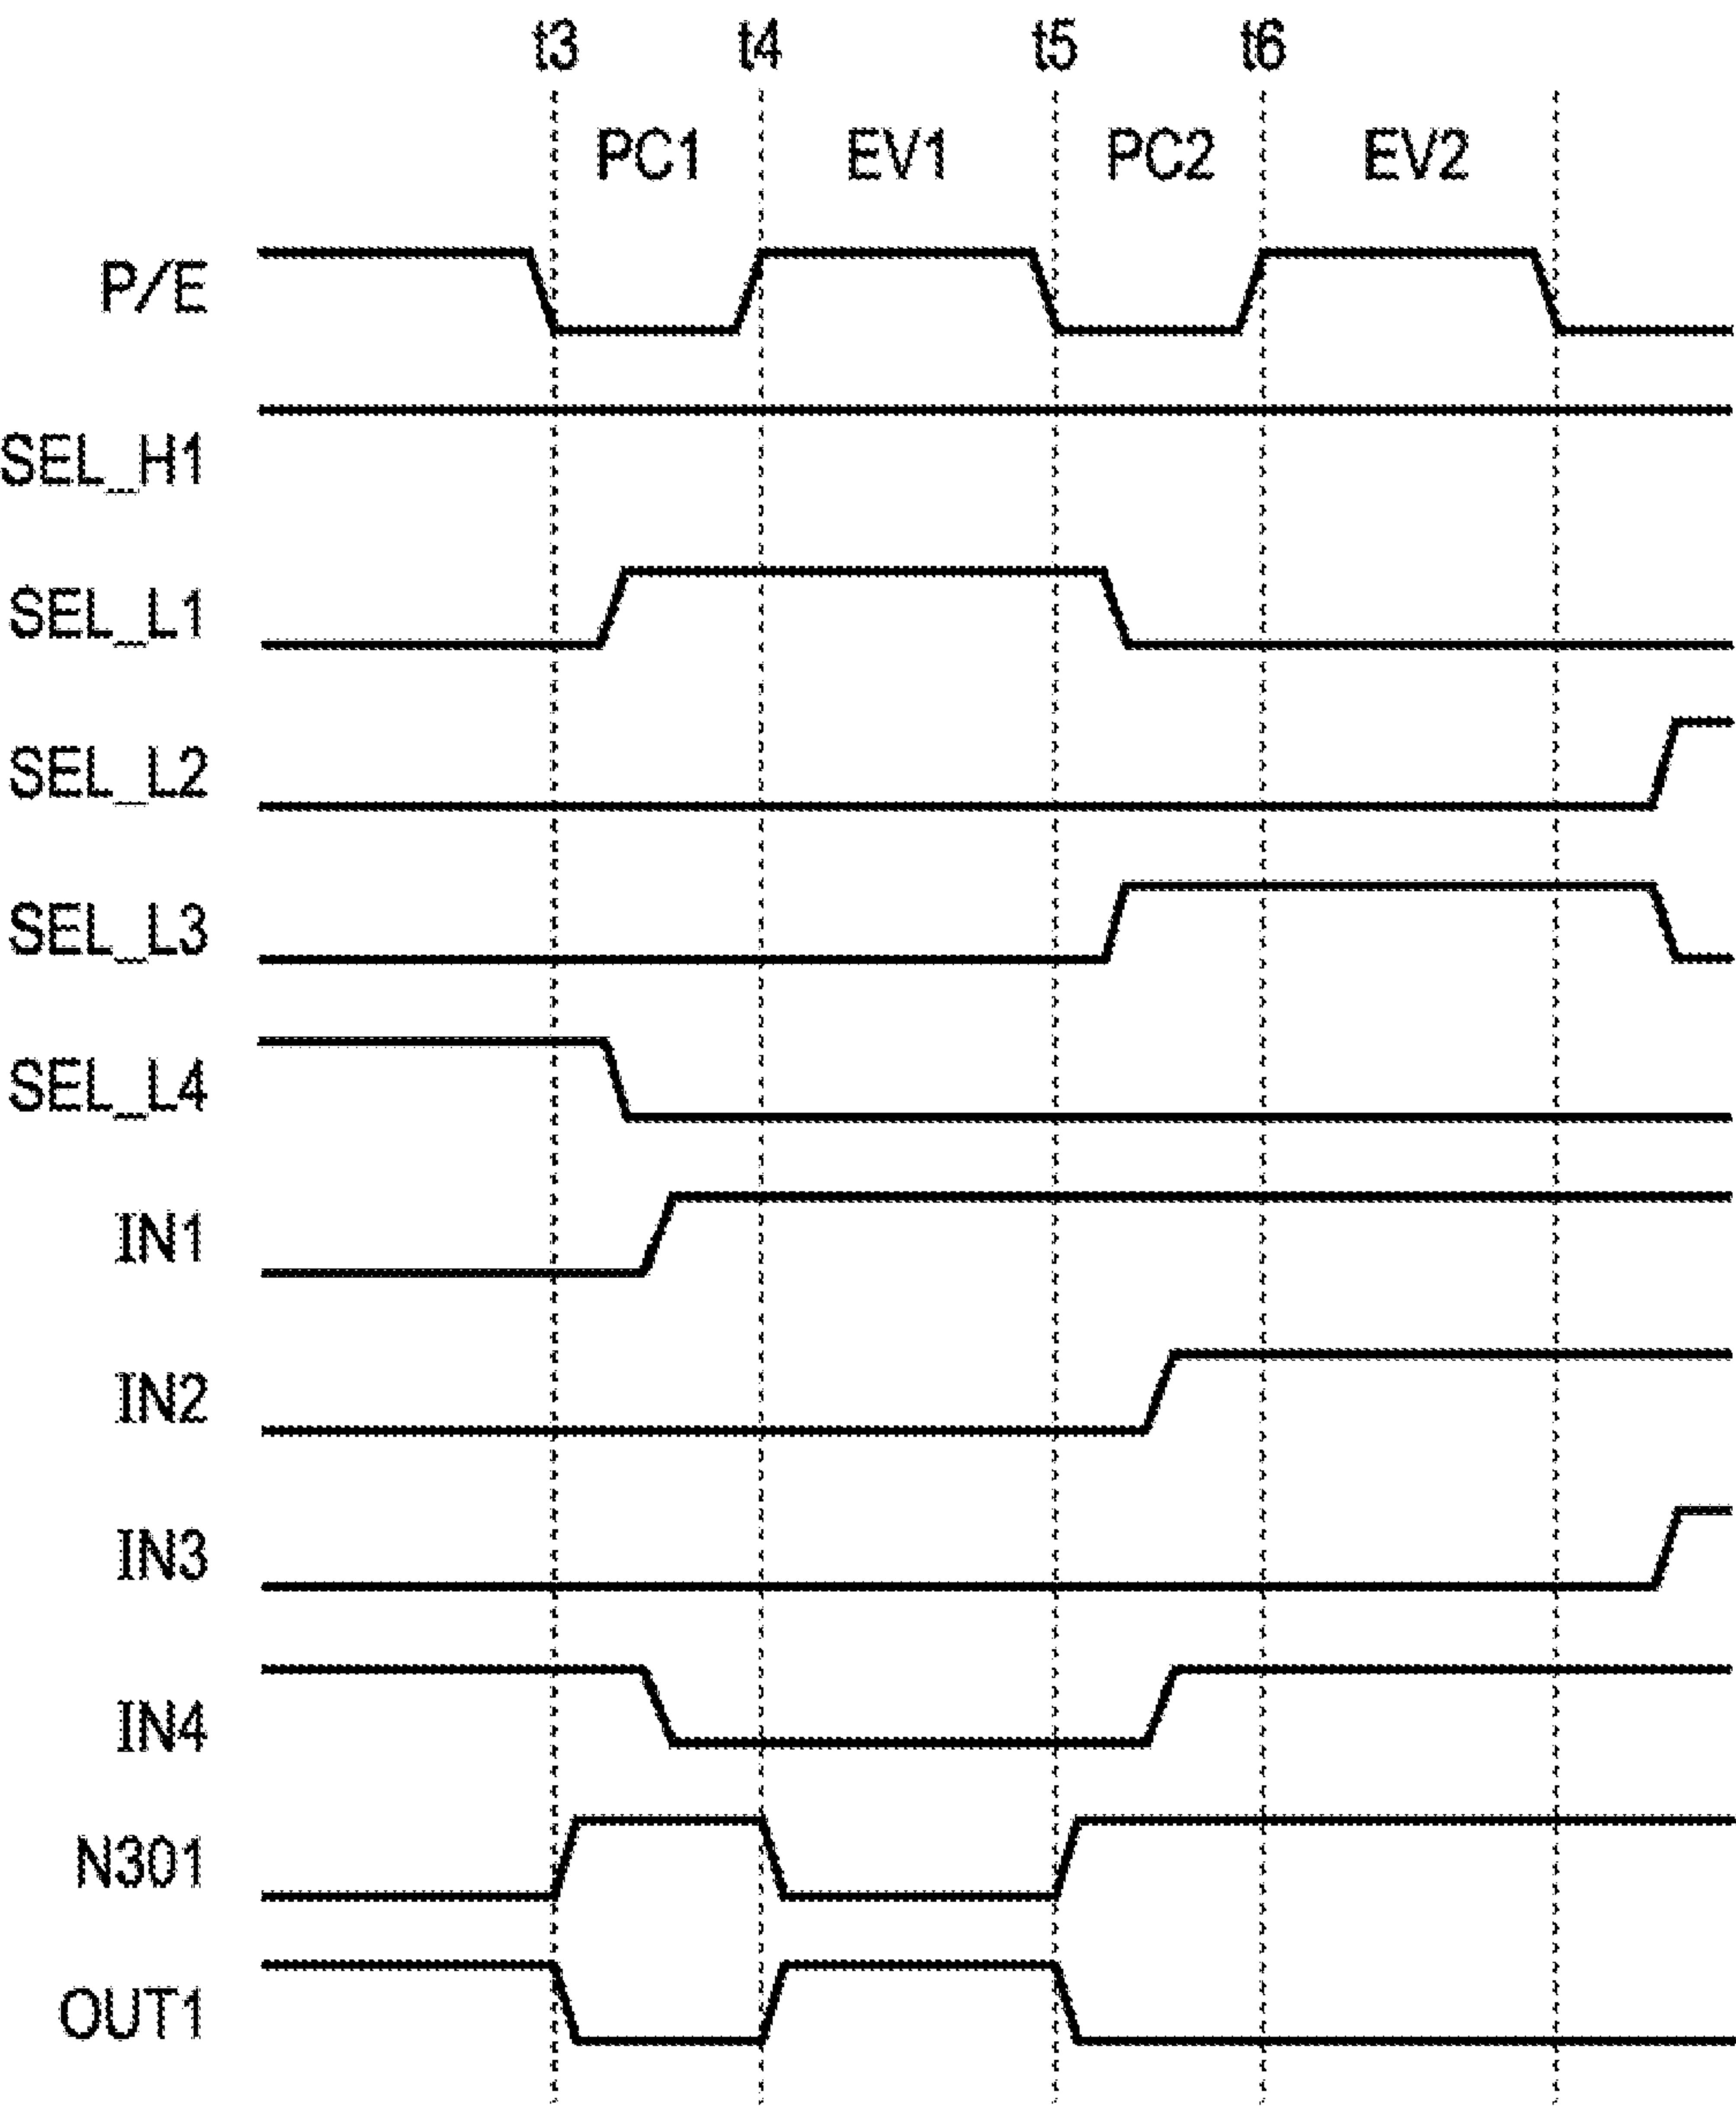 t3 t4 t5 t6
PC1 EV1 PC2 EV2
P/E
SEL_H1
SEL_L1
SEL_L2
SEL_L3
SEL_L4
IN1
IN2
IN3
IN4
N301
OUT1